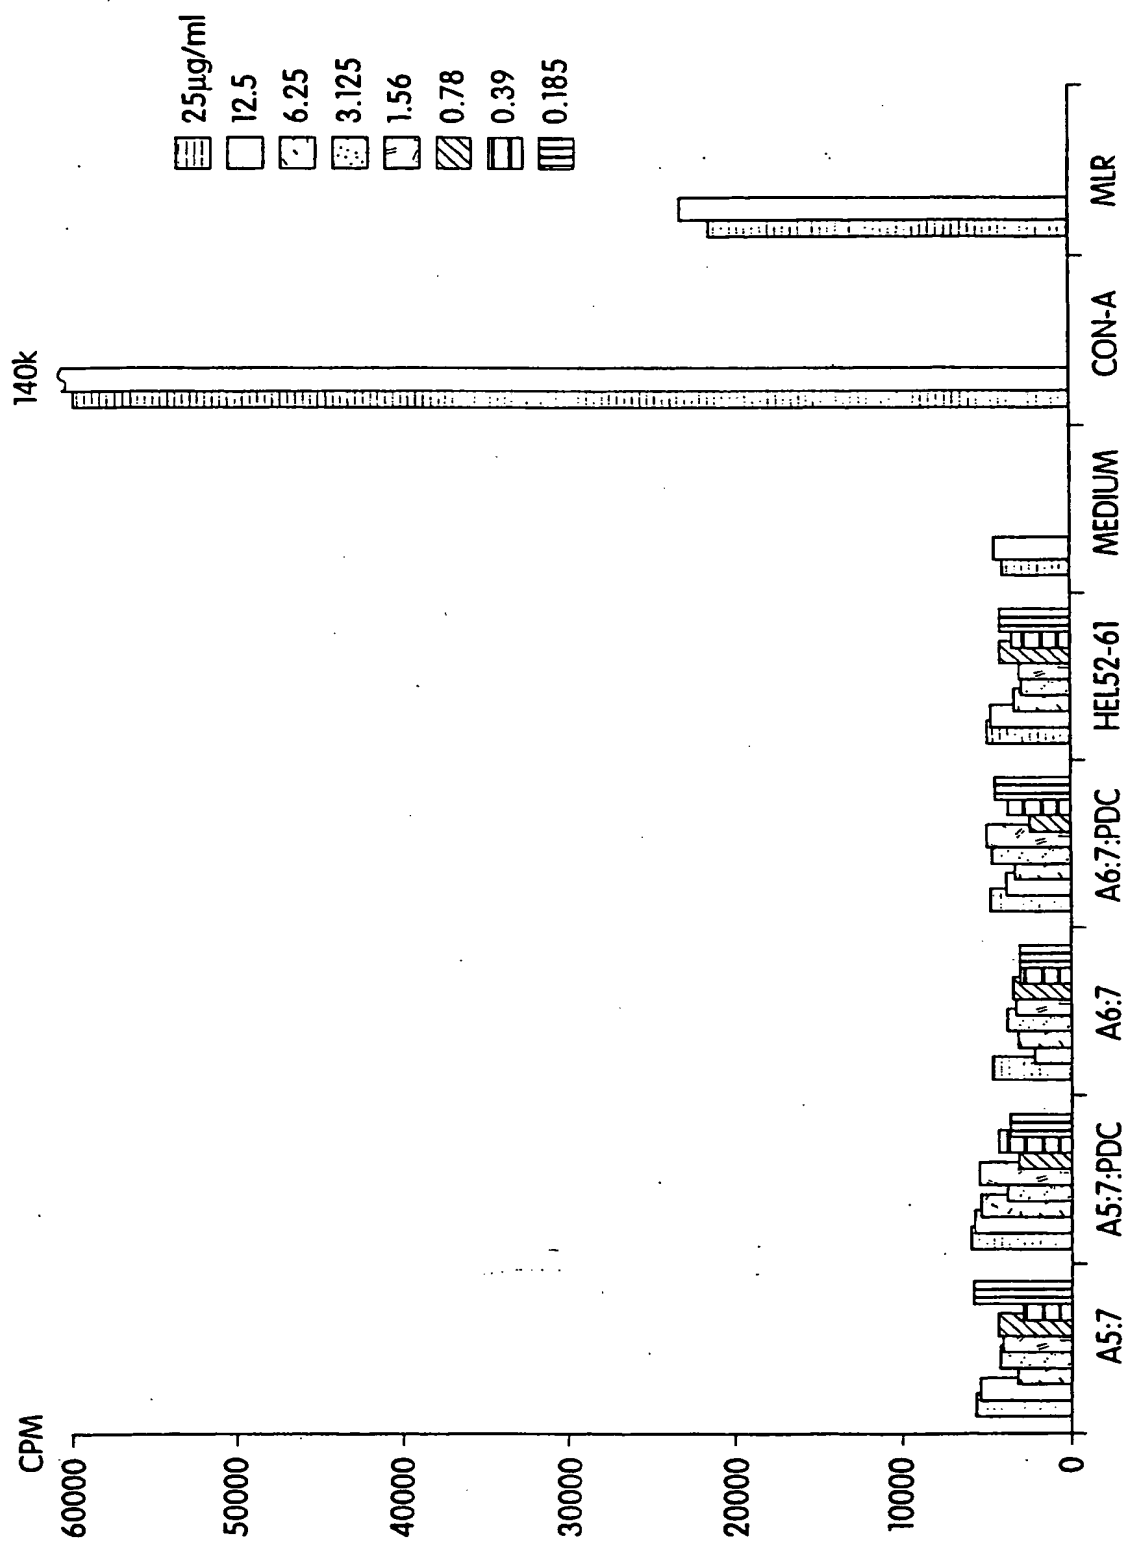 CPM
60000
50000
40000
30000
20000
10000
0
140k
25µg/ml
12.5
6.25
3.125
1.56
0.78
0.39
0.185
A5:7
A5:7:PDC
A6:7
A6:7:PDC
HEL52-61
MEDIUM
CON-A
MLR